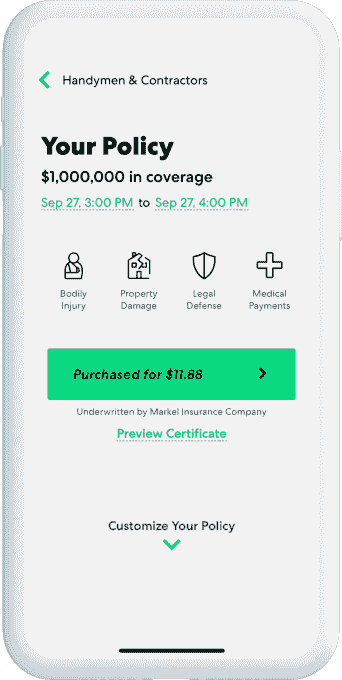 Handymen & Contractors
Your Policy
$1,000,000 in coverage
Sep 27, 3:00 PM to Sep 27, 4:00 PM
Bodily Injury
Property Damage
Legal Defense
Medical Payments
Purchased for $11.88
Underwritten by Markel Insurance Company
Preview Certificate
Customize Your Policy